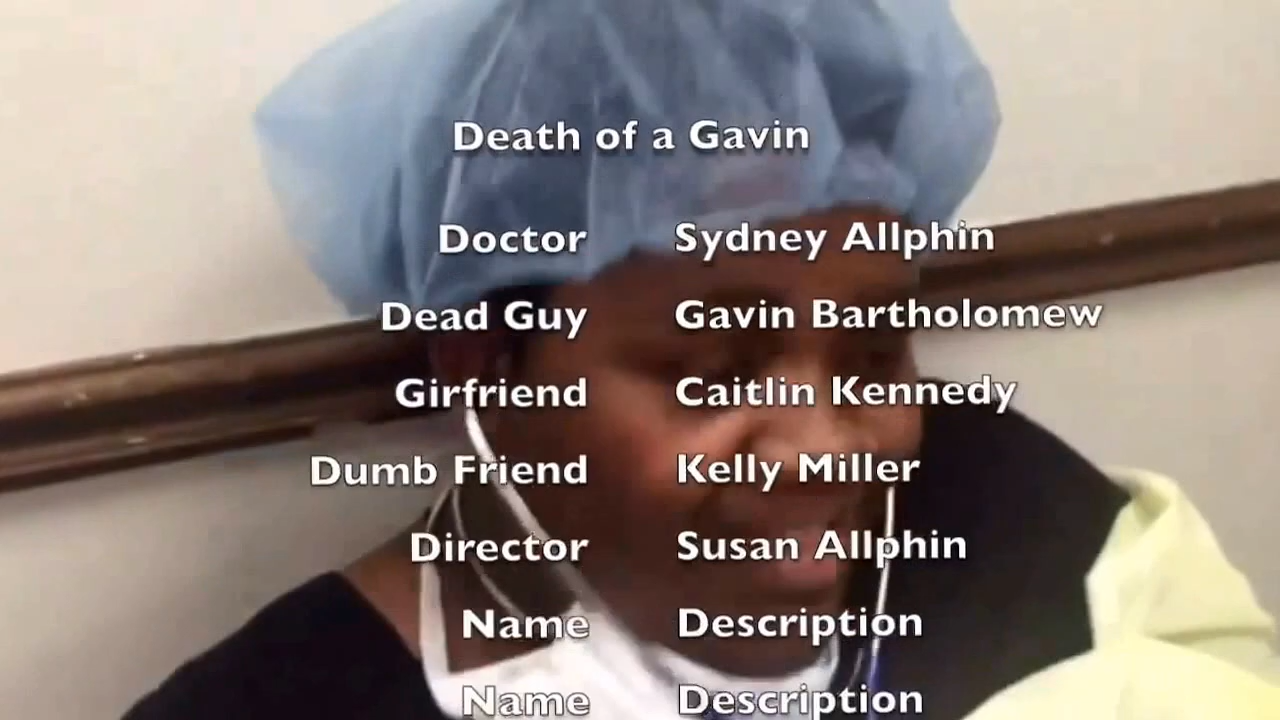 Death of a Gavin
Doctor Sydney Allphin
Dead Guy Gavin Bartholomew
Girfriend Caitlin Kennedy
Dumb Friend Kelly Miller
Director Susan Allphin
Name Description
Name Description